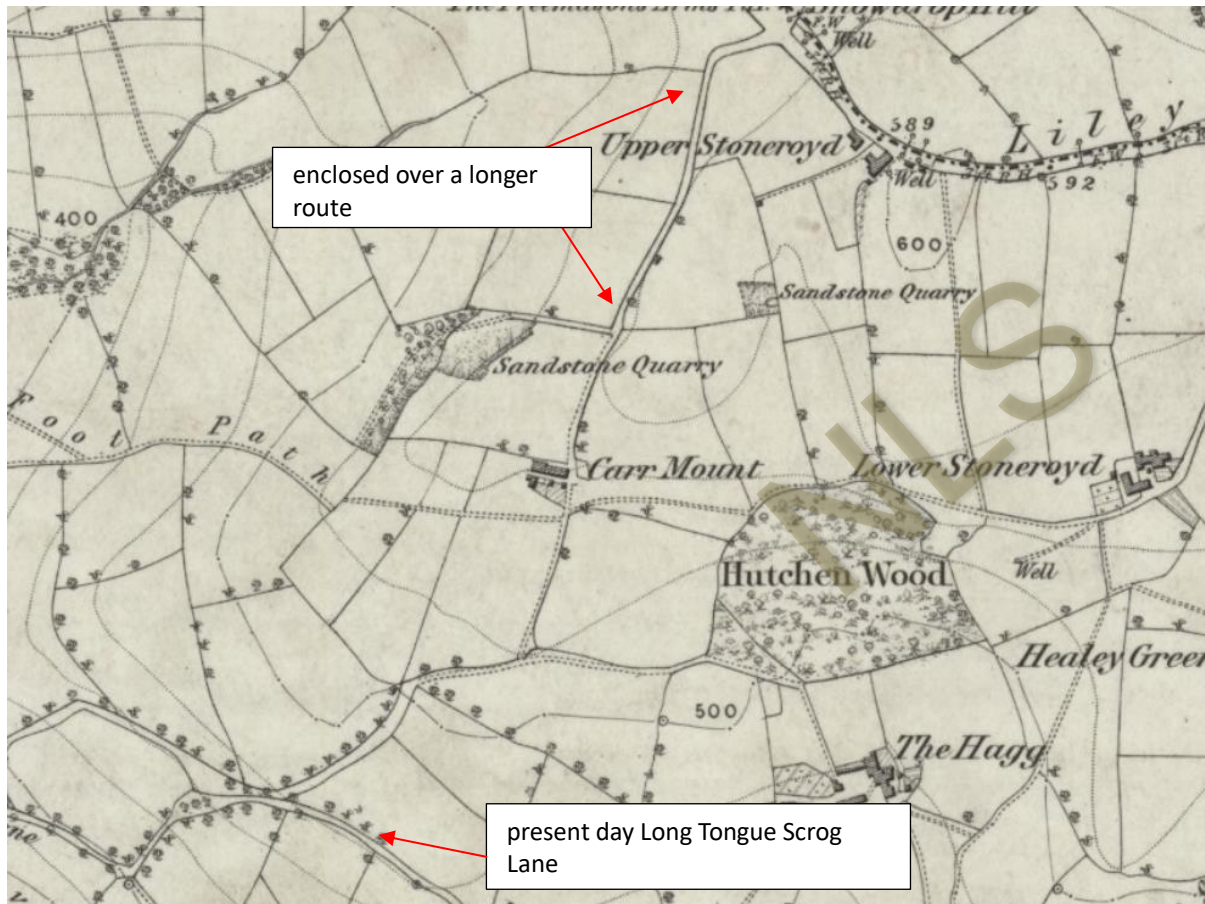 Well
Liley
589
Upper Stoneroyd
enclosed over a longer
route
Well
592
400
600
Sandstone Quarry
Sandstone Quarry
Foot Path
Carr Mount
Lower Stoneroyd
NLS
Hutchen Wood
Well
Healey Green
500
The Hagg
present day Long Tongue Scrog
Lane